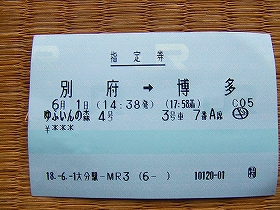 指定券
別府 → 博多
6月 1日 (14:38発) (17:58着) C05
ゆふいんの森 4号 3号車 7番A席
￥***
18.-6.-1大分駅-MR3 (6-  ) 10120-01